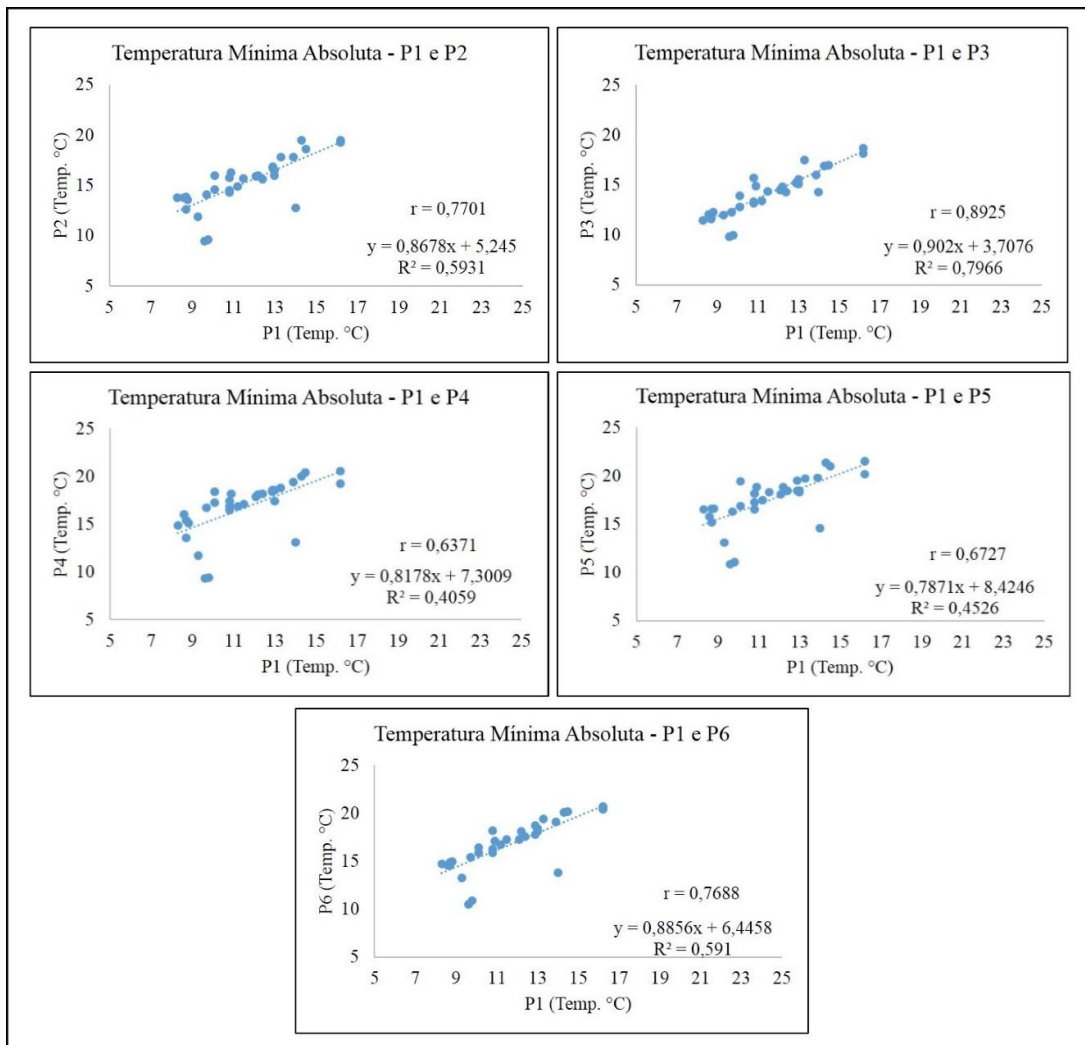 Temperatura Mínima Absoluta - P1 e P2
25
20
15
10
5
P2 (Temp. °C)
r = 0,7701
y = 0,8678x + 5,245
R² = 0,5931
5 7 9 11 13 15 17 19 21 23 25
P1 (Temp. °C)
Temperatura Mínima Absoluta - P1 e P3
25
20
15
10
5
P3 (Temp. °C)
r = 0,8925
y = 0,902x + 3,7076
R² = 0,7966
5 7 9 11 13 15 17 19 21 23 25
P1 (Temp. °C)
Temperatura Mínima Absoluta - P1 e P4
25
20
15
10
5
P4 (Temp. °C)
r = 0,6371
y = 0,8178x + 7,3009
R² = 0,4059
5 7 9 11 13 15 17 19 21 23 25
P1 (Temp. °C)
Temperatura Mínima Absoluta - P1 e P5
25
20
15
10
5
P5 (Temp. °C)
r = 0,6727
y = 0,7871x + 8,4246
R² = 0,4526
5 7 9 11 13 15 17 19 21 23 25
P1 (Temp. °C)
Temperatura Mínima Absoluta - P1 e P6
25
20
15
10
5
P6 (Temp. °C)
r = 0,7688
y = 0,8856x + 6,4458
R² = 0,591
5 7 9 11 13 15 17 19 21 23 25
P1 (Temp. °C)